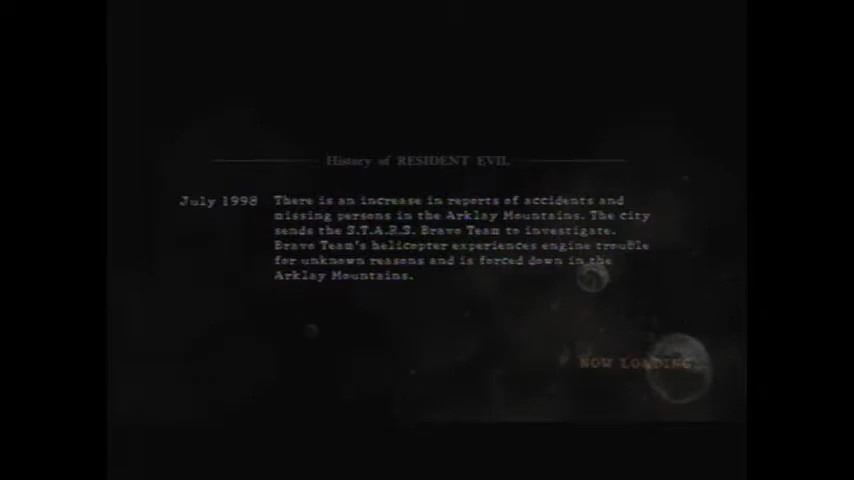 History of RESIDENT EVIL
July 1998 There is an increase in reports of accidents and
missing persons in the Arklay Mountains. The city
sends the S.T.A.R.S. Bravo Team to investigate.
Bravo Team's helicopter experiences engine trouble
for unknown reasons and is forced down in the
Arklay Mountains.
NOW LOADING